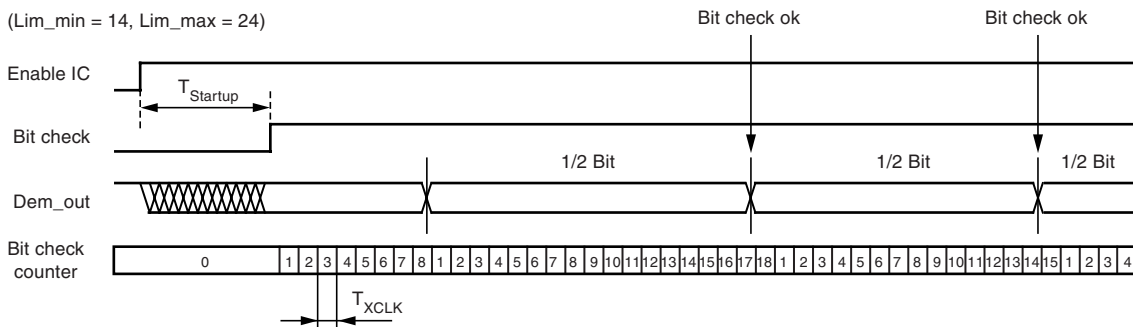 (Lim_min = 14, Lim_max = 24)
Bit check ok
Bit check ok
Enable IC
T_Startup
Bit check
1/2 Bit
1/2 Bit
1/2 Bit
Dem_out
Bit check
counter
0 1 2 3 4 5 6 7 8 1 2 3 4 5 6 7 8 9 10 11 12 13 14 15 16 17 18 1 2 3 4 5 6 7 8 9 10 11 12 13 14 15 1 2 3 4
T_XCLK